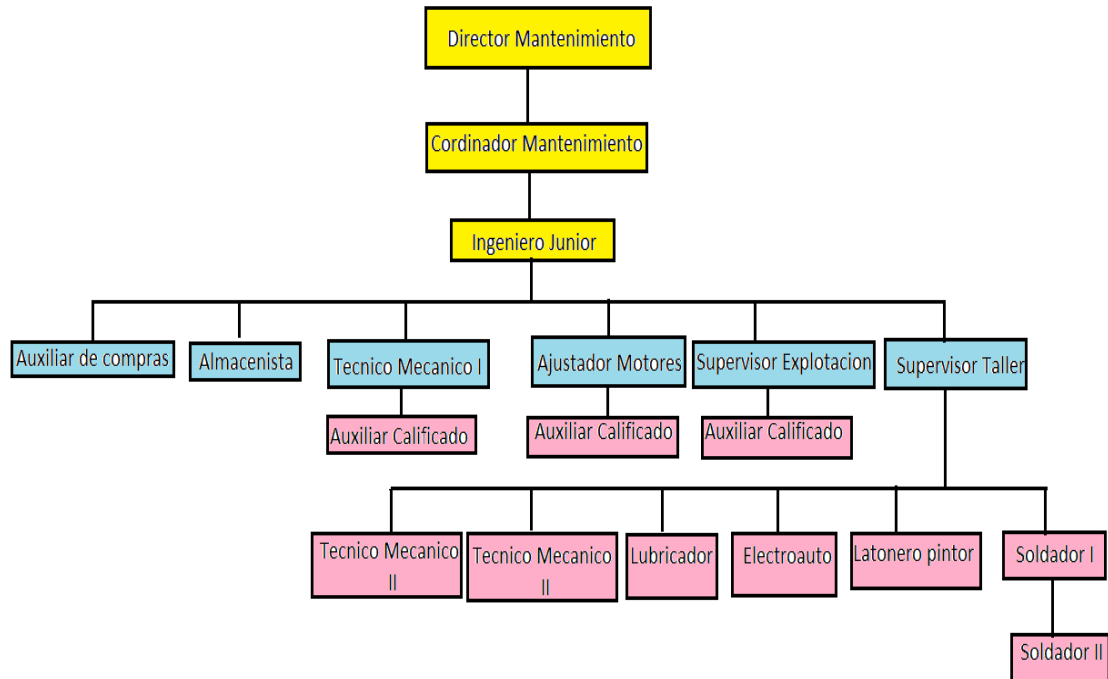 Director Mantenimiento
Cordinador Mantenimiento
Ingeniero Junior
Auxiliar de compras
Almacenista
Tecnico Mecanico I
Ajustador Motores
Supervisor Explotacion
Supervisor Taller
Auxiliar Calificado
Auxiliar Calificado
Auxiliar Calificado
Tecnico Mecanico
II
Tecnico Mecanico
II
Lubricador
Electroauto
Latonero pintor
Soldador I
Soldador II